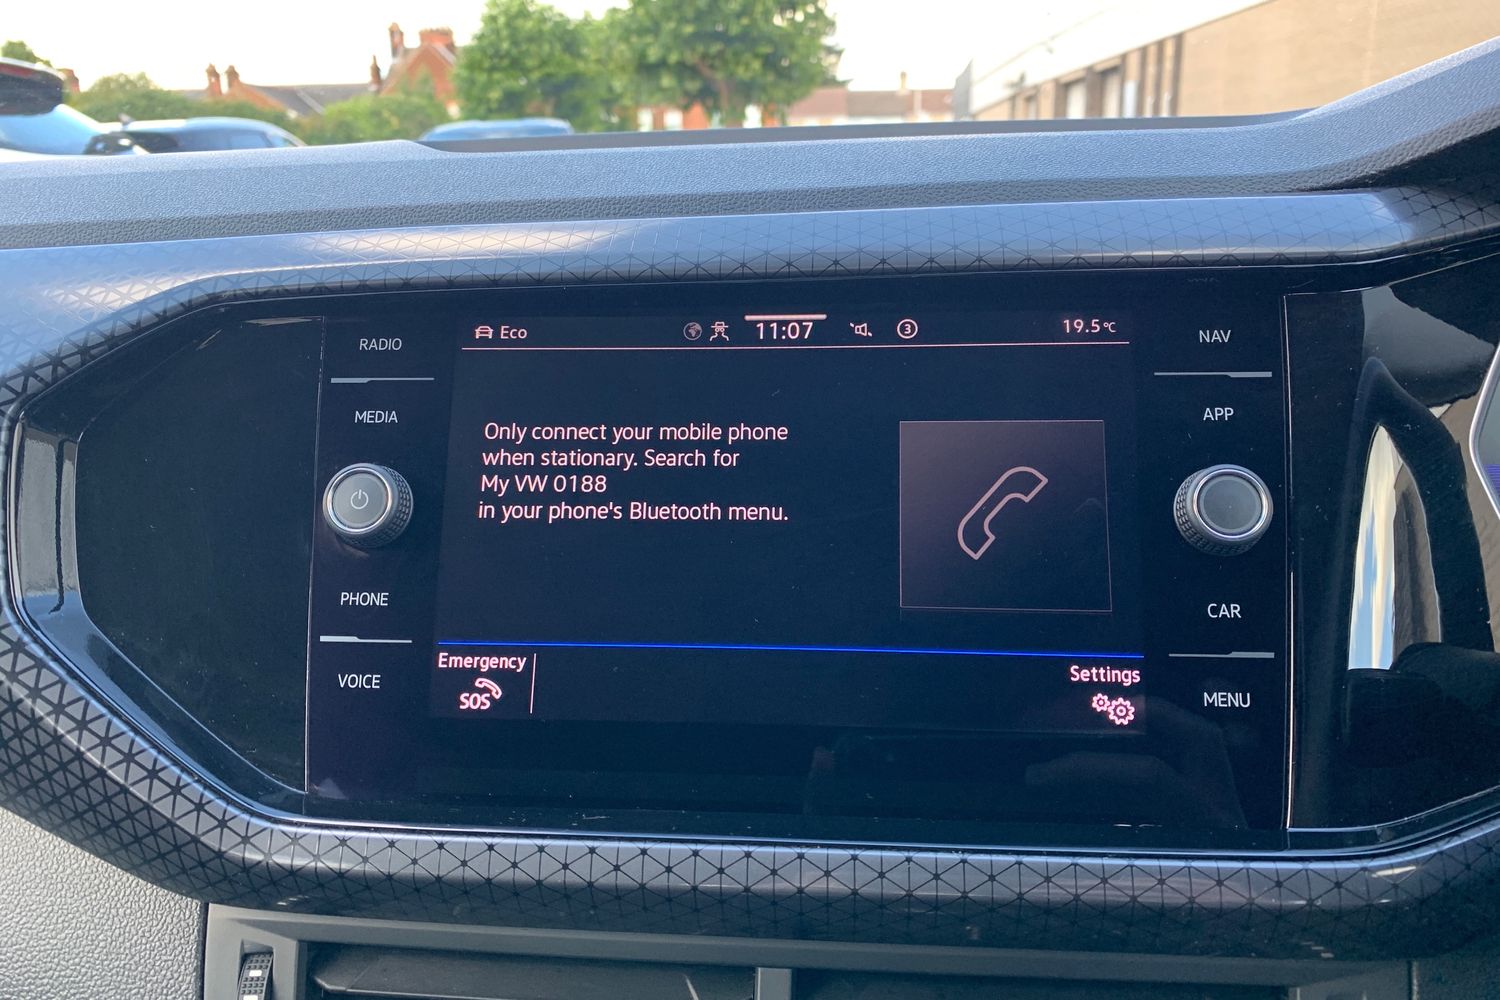 RADIO
MEDIA
PHONE
VOICE
Eco
11:07
3
19.5°C
Only connect your mobile phone
when stationary. Search for
My VW 0188
in your phone's Bluetooth menu.
Emergency
SOS
Settings
NAV
APP
CAR
MENU